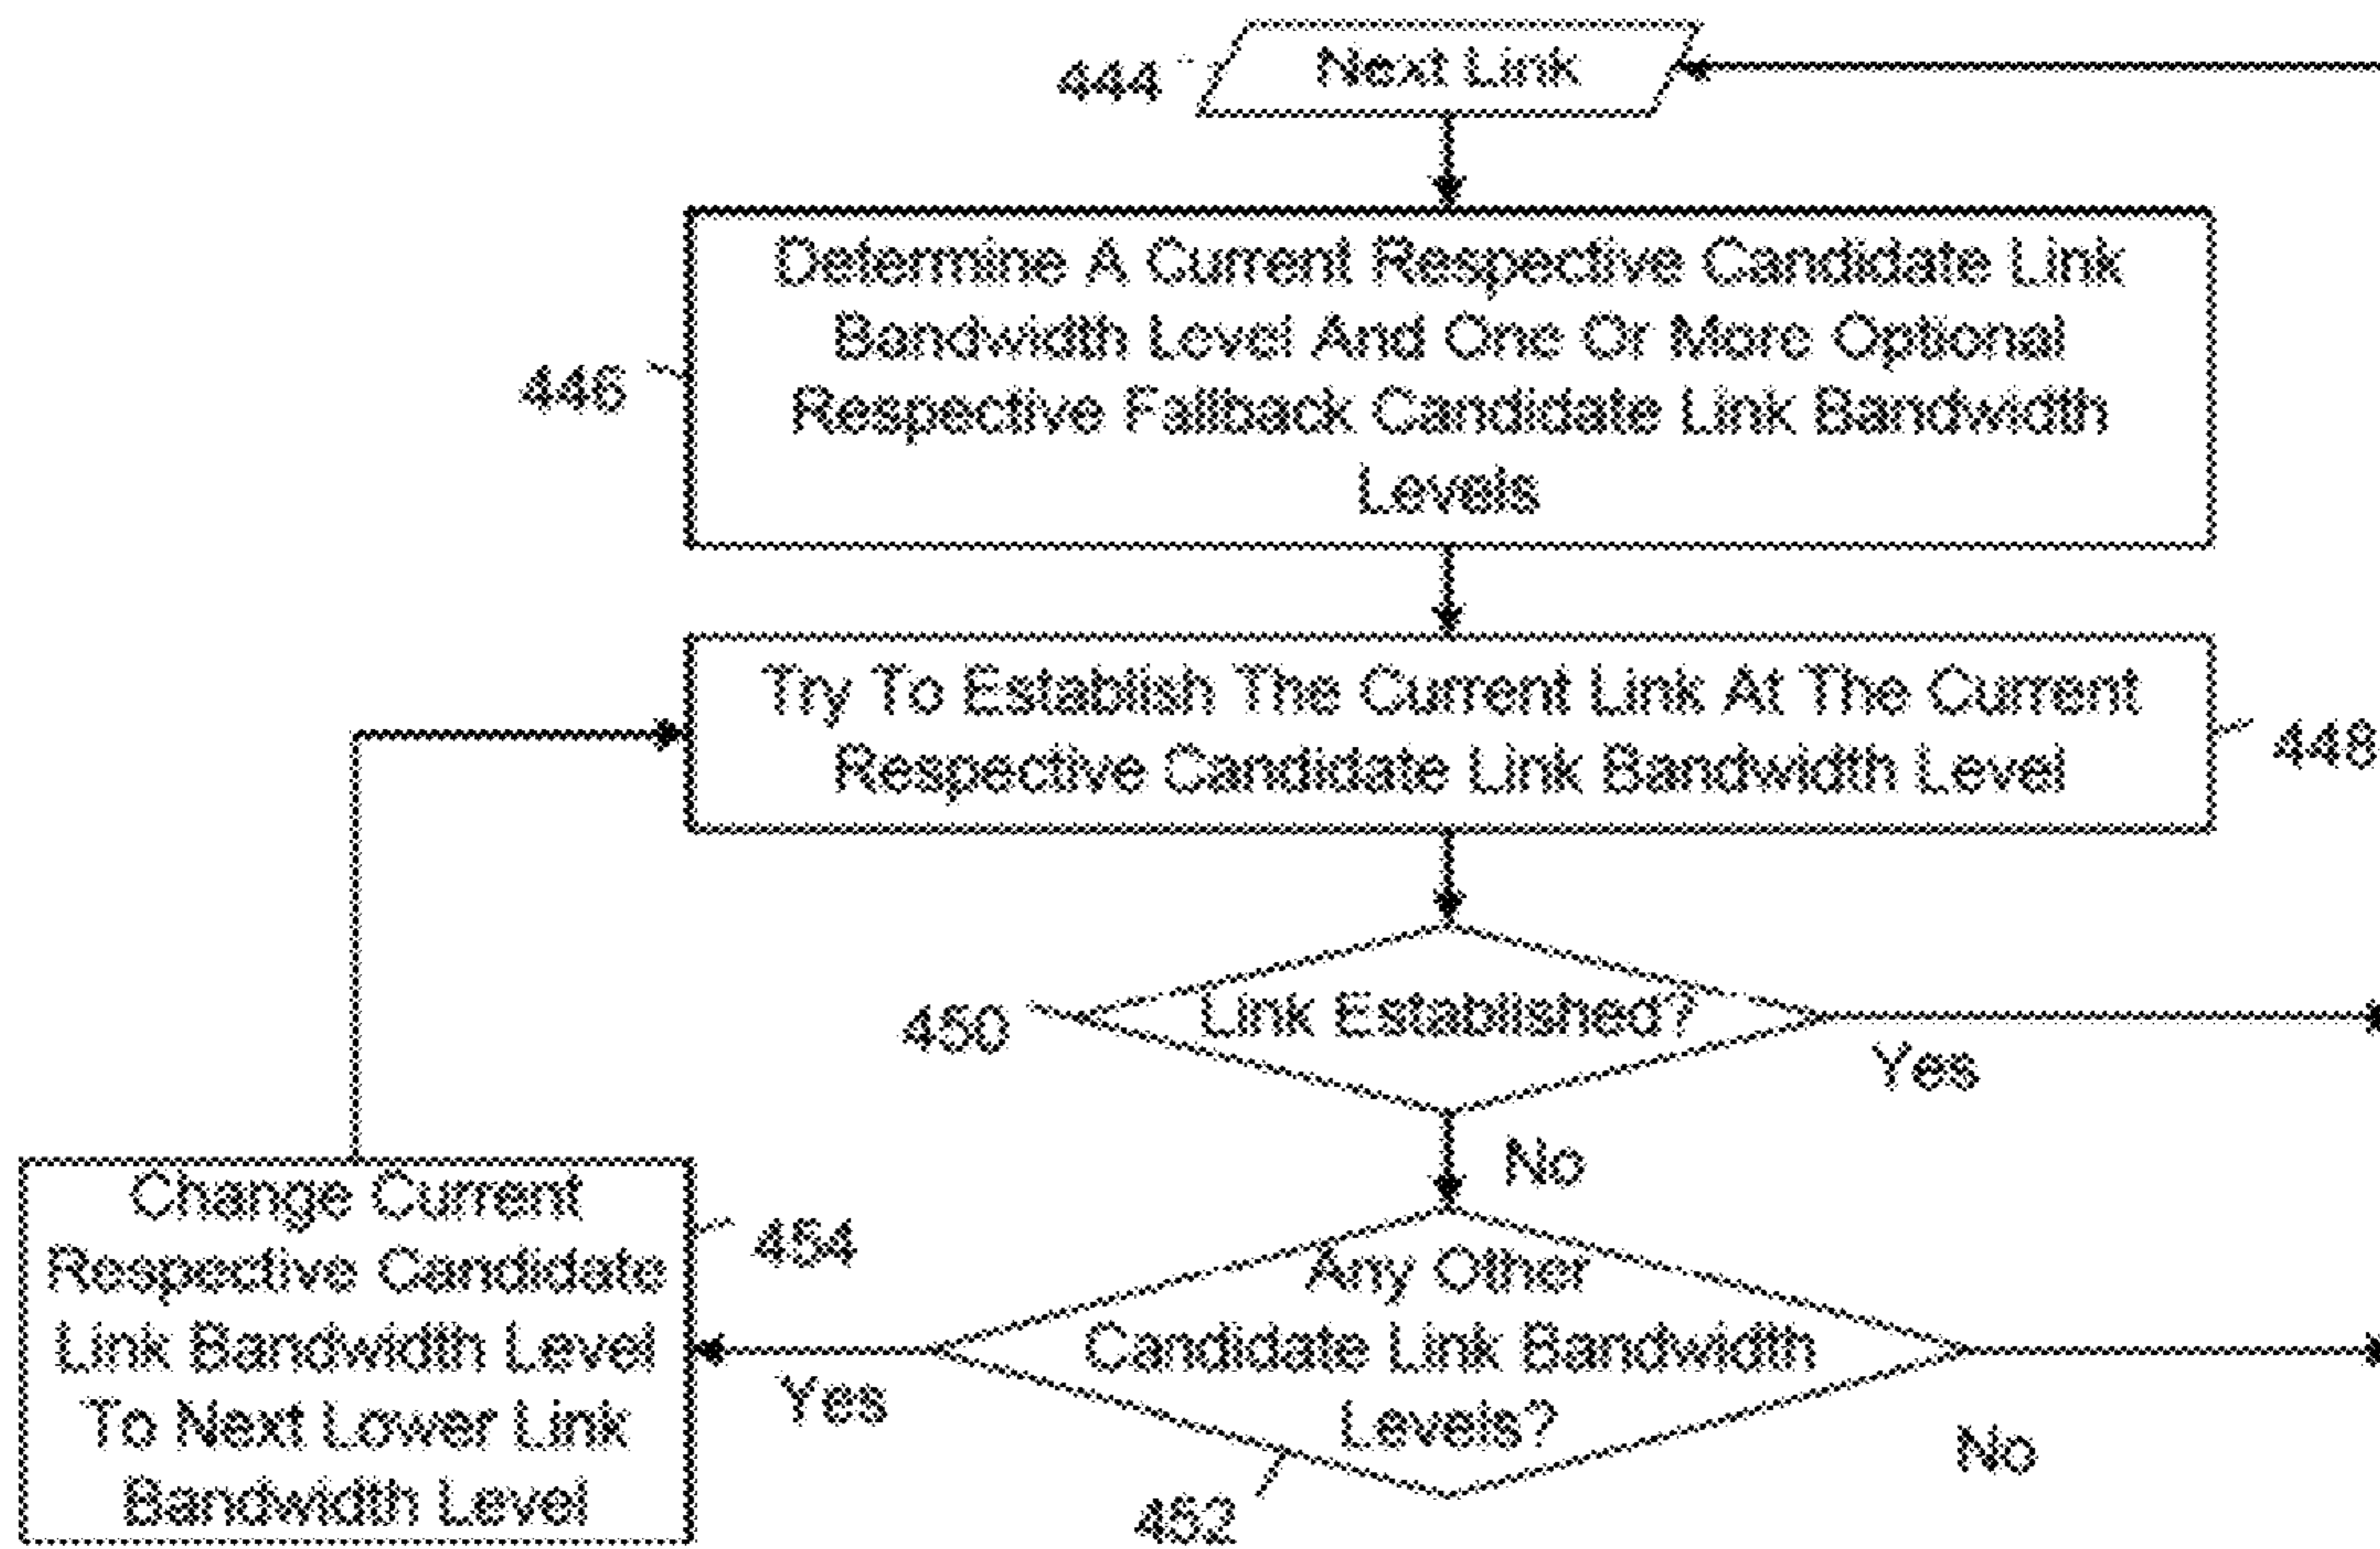 444
Next Link
Determine A Current Respective Candidate Link
Bandwidth Level And One Or More Optional
Respective Fallback Candidate Link Bandwidth
Levels
446
Try To Establish The Current Link At The Current
Respective Candidate Link Bandwidth Level
448
Link Established?
450
Yes
No
Change Current
Respective Candidate
Link Bandwidth Level
To Next Lower Link
Bandwidth Level
454
Any Other
Candidate Link Bandwidth
Levels?
Yes
No
452